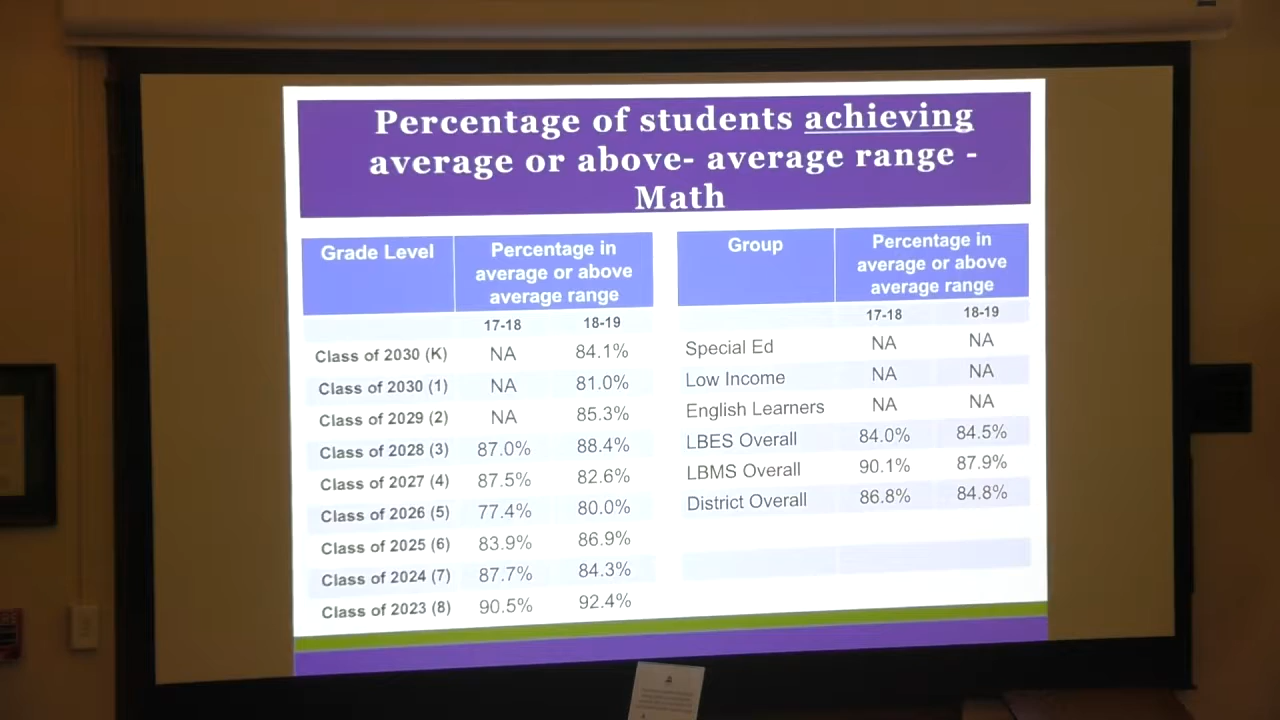 Percentage of students achieving
average or above- average range -
Math
Grade Level
Percentage in
average or above
average range
17-18 18-19
Class of 2030 (K) NA 84.1%
Class of 2030 (1) NA 81.0%
Class of 2029 (2) NA 85.3%
Class of 2028 (3) 87.0% 88.4%
Class of 2027 (4) 87.5% 82.6%
Class of 2026 (5) 77.4% 80.0%
Class of 2025 (6) 83.9% 86.9%
Class of 2024 (7) 87.7% 84.3%
Class of 2023 (8) 90.5% 92.4%
Group
Percentage in
average or above
average range
17-18 18-19
Special Ed NA NA
Low Income NA NA
English Learners NA NA
LBES Overall 84.0% 84.5%
LBMS Overall 90.1% 87.9%
District Overall 86.8% 84.8%